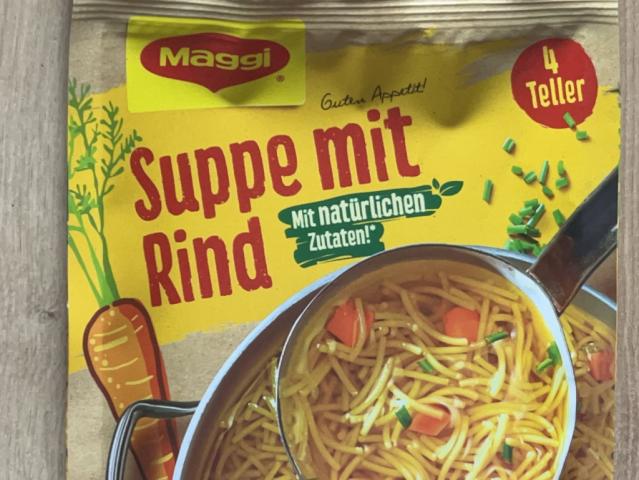 Maggi
®
Guten Appetit!
4
Teller
Suppe mit
Rind
Mit natürlichen
Zutaten!*